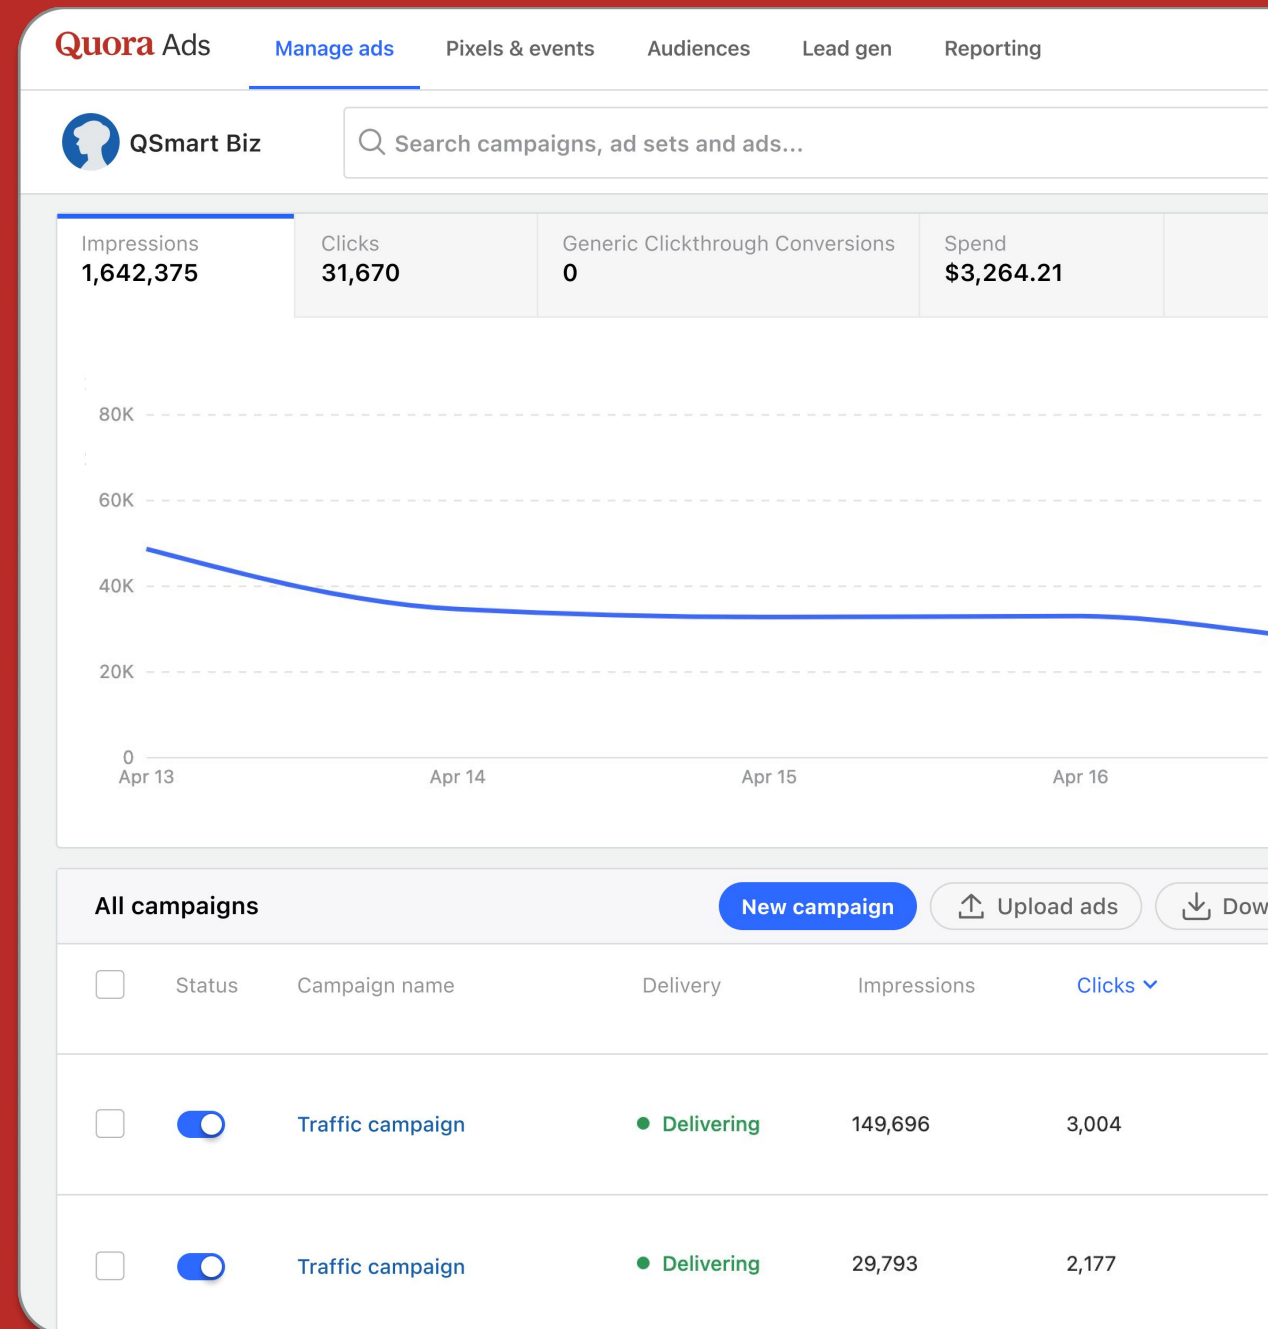 Quora Ads
Manage ads
Pixels & events
Audiences
Lead gen
Reporting
QSmart Biz
Search campaigns, ad sets and ads...
Impressions
1,642,375
Clicks
31,670
Generic Clickthrough Conversions
0
Spend
$3,264.21
80K
60K
40K
20K
0
Apr 13
Apr 14
Apr 15
Apr 16
All campaigns
New campaign
Upload ads
Dow
Status
Campaign name
Delivery
Impressions
Clicks
Traffic campaign
Delivering
149,696
3,004
Traffic campaign
Delivering
29,793
2,177